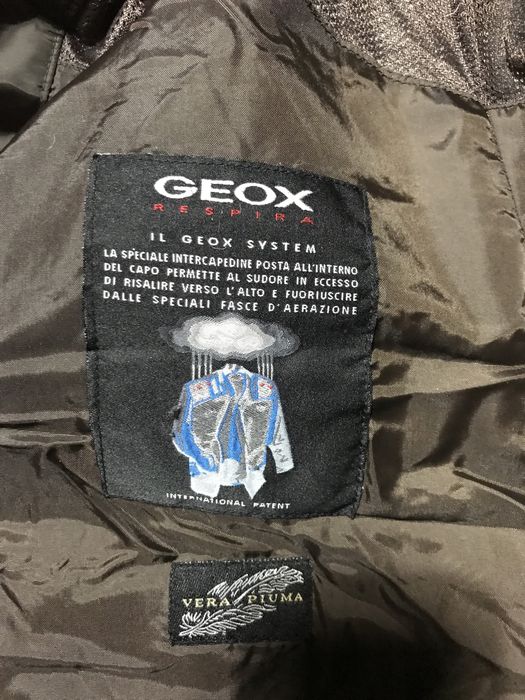 GEOX
RESPIRA
IL GEOX SYSTEM
LA SPECIALE INTERCAPEDINE POSTA ALL'INTERNO
DEL CAPO PERMETTE AL SUDORE IN ECCESSO
DI RISALIRE VERSO L'ALTO E FUORIUSCIRE
DALLE SPECIALI FASCE D'AERAZIONE
INTERNATIONAL PATENT
VERA PIUMA